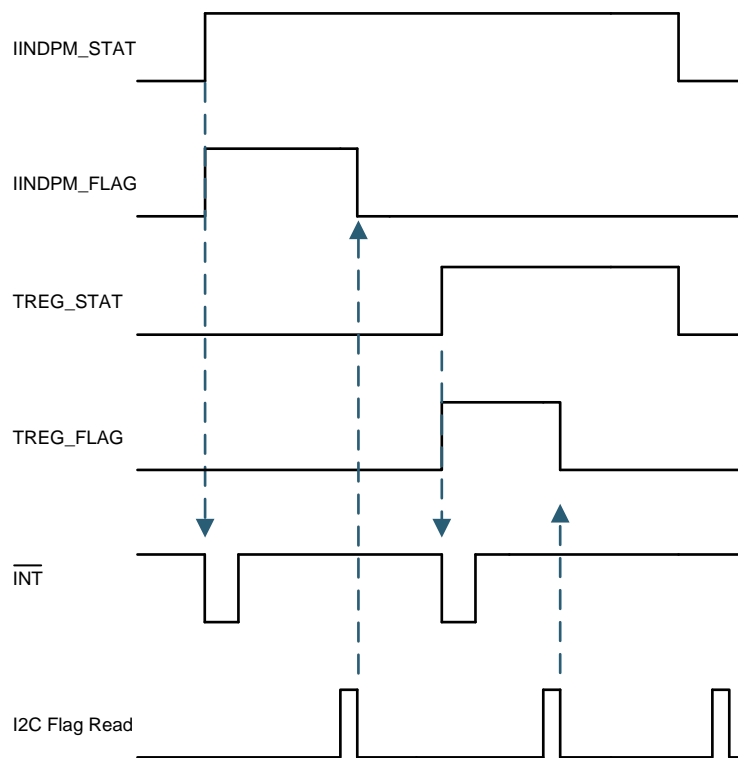 IINDPM_STAT
IINDPM_FLAG
TREG_STAT
TREG_FLAG
INT
I2C Flag Read